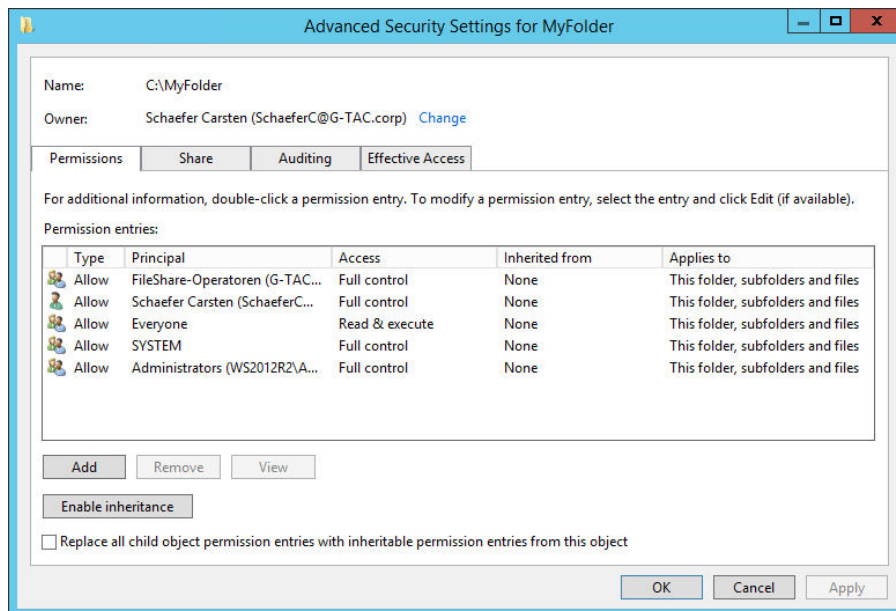 Advanced Security Settings for MyFolder
Name: C:\MyFolder
Owner: Schaefer Carsten (SchaeferC@G-TAC.corp) Change
Permissions Share Auditing Effective Access
For additional information, double-click a permission entry. To modify a permission entry, select the entry and click Edit (if available).
Permission entries:
Type Principal Access Inherited from Applies to
Allow FileShare-Operatoren (G-TAC... Full control None This folder, subfolders and files
Allow Schaefer Carsten (SchaeferC... Full control None This folder, subfolders and files
Allow Everyone Read & execute None This folder, subfolders and files
Allow SYSTEM Full control None This folder, subfolders and files
Allow Administrators (WS2012R2\A... Full control None This folder, subfolders and files
Add Remove View
Enable inheritance
Replace all child object permission entries with inheritable permission entries from this object
OK Cancel Apply